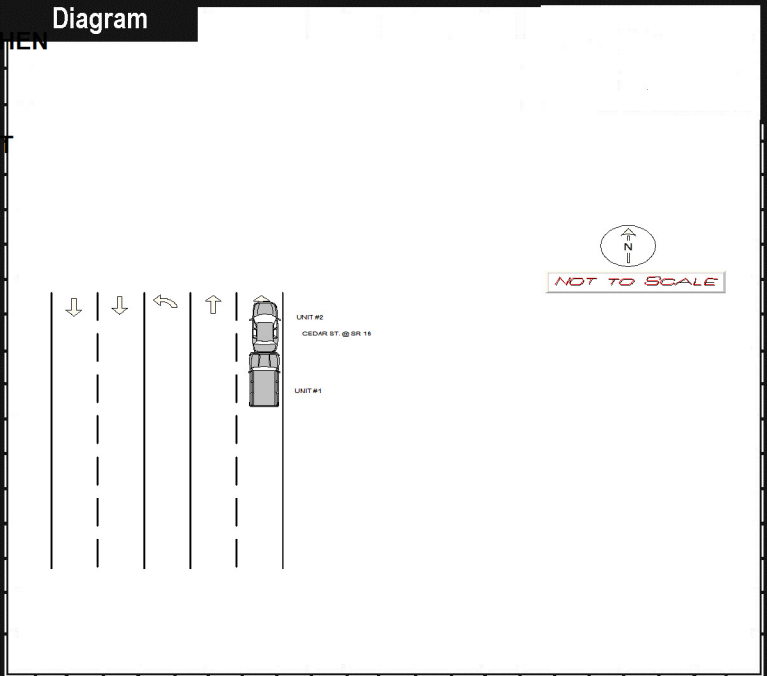 Diagram
HEN
T
N
NOT TO SCALE
UNIT #2
CEDAR ST. @ SR 16
UNIT #1